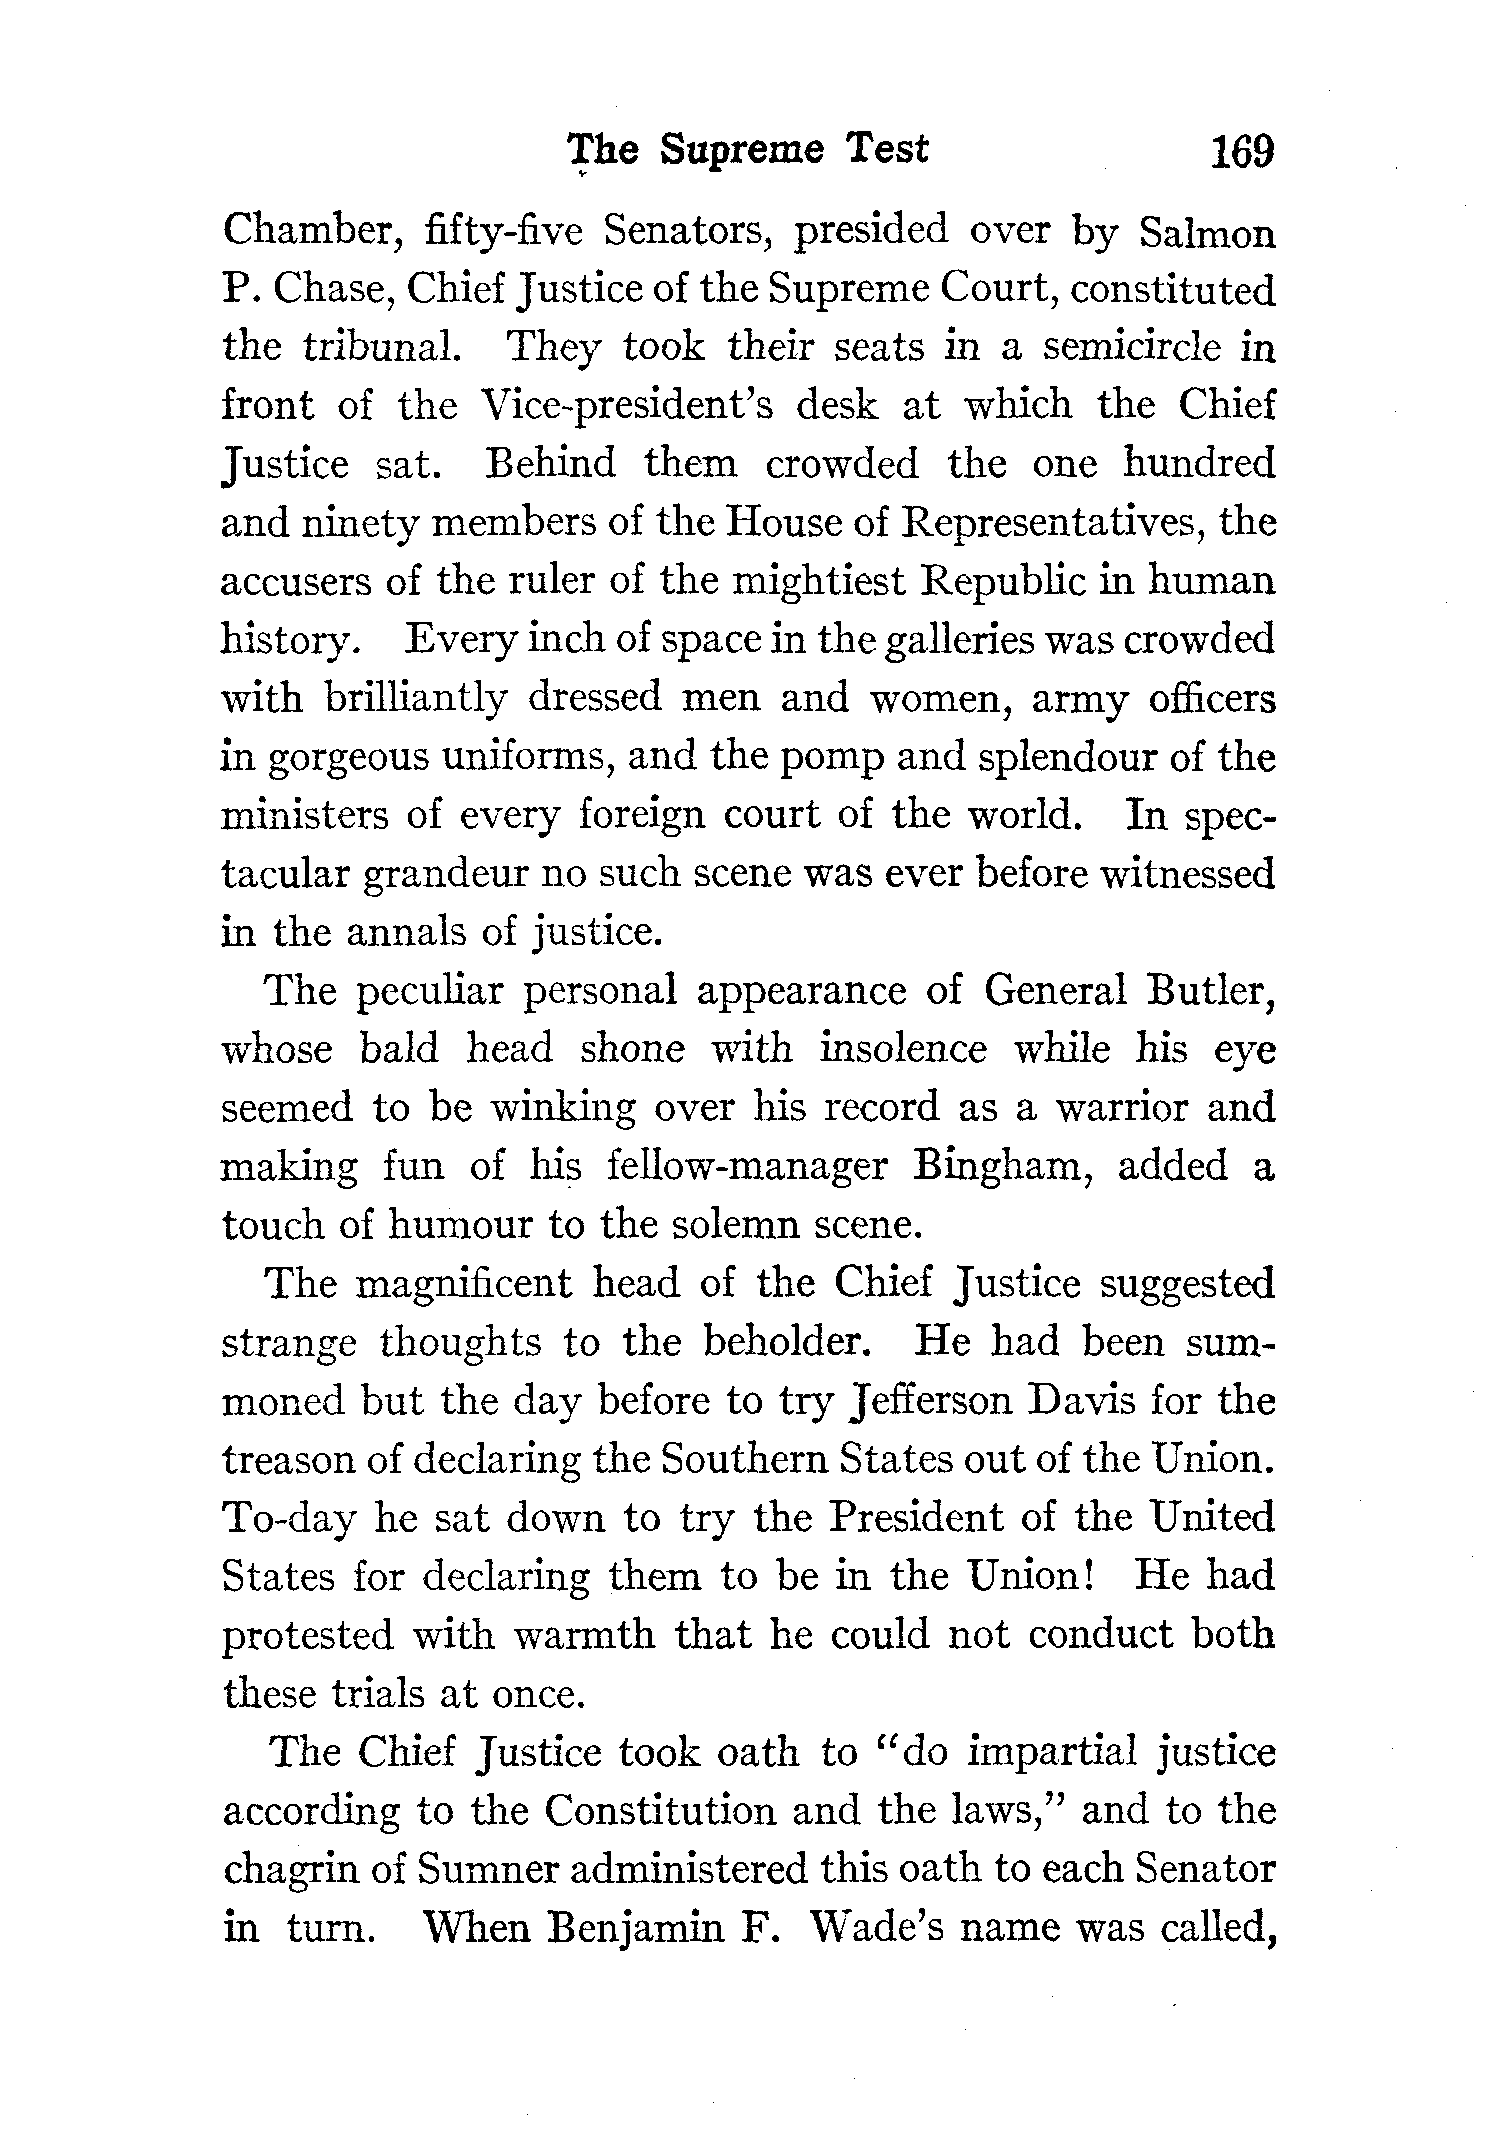 The Supreme Test 169
Chamber, fifty-five Senators, presided over by Salmon
P. Chase, Chief Justice of the Supreme Court, constituted
the tribunal. They took their seats in a semicircle in
front of the Vice-president's desk at which the Chief
Justice sat. Behind them crowded the one hundred
and ninety members of the House of Representatives, the
accusers of the ruler of the mightiest Republic in human
history. Every inch of space in the galleries was crowded
with brilliantly dressed men and women, army officers
in gorgeous uniforms, and the pomp and splendour of the
ministers of every foreign court of the world. In spec-
tacular grandeur no such scene was ever before witnessed
in the annals of justice.
The peculiar personal appearance of General Butler,
whose bald head shone with insolence while his eye
seemed to be winking over his record as a warrior and
making fun of his fellow-manager Bingham, added a
touch of humour to the solemn scene.
The magnificent head of the Chief Justice suggested
strange thoughts to the beholder. He had been sum-
moned but the day before to try Jefferson Davis for the
treason of declaring the Southern States out of the Union.
To-day he sat down to try the President of the United
States for declaring them to be in the Union! He had
protested with warmth that he could not conduct both
these trials at once.
The Chief Justice took oath to "do impartial justice
according to the Constitution and the laws," and to the
chagrin of Sumner administered this oath to each Senator
in turn. When Benjamin F. Wade's name was called,